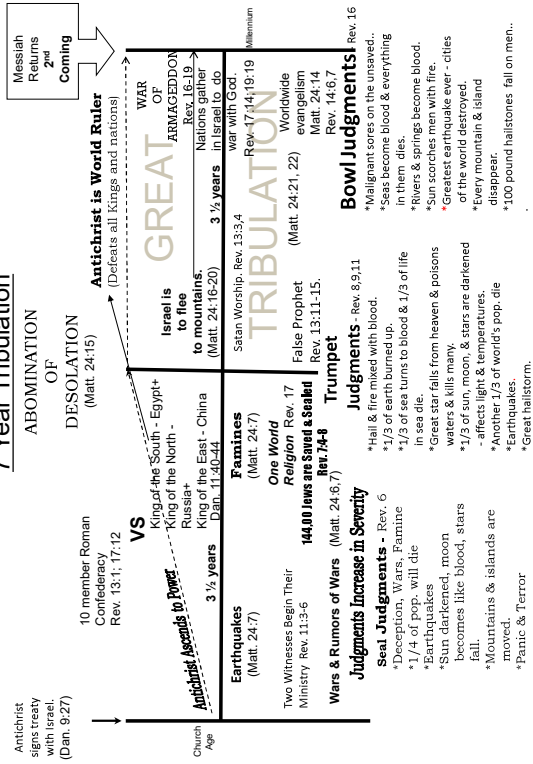 7 Year Tribulation
Antichrist
signs treaty
with Israel.
(Dan. 9:27)
10 member Roman
Confederacy
Rev. 13:1; 17:12
ABOMINATION
OF
DESOLATION
(Matt. 24:15)
Antichrist is World Ruler
(Defeats all Kings and nations)
Messiah
Returns
2nd
Coming
VS
King of the South - Egypt+
King of the North -
Russia+
King of the East - China
Dan. 11:40-44
Antichrist Ascends to Power
3 ½ years
Church
Age
GREAT
TRIBULATION
WAR
OF
ARMAGEDDON
Rev. 16-19
Nations gather
in Israel to do
war with God.
Rev. 17:14;19:19
Israel is
to flee
to mountains.
(Matt. 24:16-20)
3 ½ years
Millennium
Earthquakes
(Matt. 24:7)
Famines
(Matt. 24:7)
Satan Worship. Rev. 13:3,4
(Matt. 24:21, 22)
Worldwide
evangelism
Matt. 24:14
Rev. 14:6,7
Two Witnesses Begin Their
Ministry Rev. 11:3-6
One World
Religion Rev. 17
144,00 Jews are Saved & Sealed
Rev. 7:4-8
False Prophet
Rev. 13:11-15.
Wars & Rumors of Wars (Matt. 24:6,7)
Judgments Increase in Severity
Seal Judgments - Rev. 6
*Deception, Wars, Famine
*1/4 of pop. will die
*Earthquakes
*Sun darkened, moon
becomes like blood, stars
fall.
*Mountains & islands are
moved.
*Panic & Terror
Trumpet
Judgments - Rev. 8,9,11
*Hail & fire mixed with blood.
*1/3 of earth burned up.
*1/3 of sea turns to blood & 1/3 of life
in sea die.
*Great star falls from heaven & poisons
waters & kills many.
*1/3 of sun, moon, & stars are darkened
- affects light & temperatures.
*Another 1/3 of world's pop. die
*Earthquakes.
*Great hailstorm.
Bowl Judgments - Rev. 16
*Malignant sores on the unsaved..
*Seas become blood & everything
in them dies.
*Rivers & springs become blood.
*Sun scorches men with fire.
*Greatest earthquake ever - cities
of the world destroyed.
*Every mountain & island
disappear.
*100 pound hailstones fall on men..
.